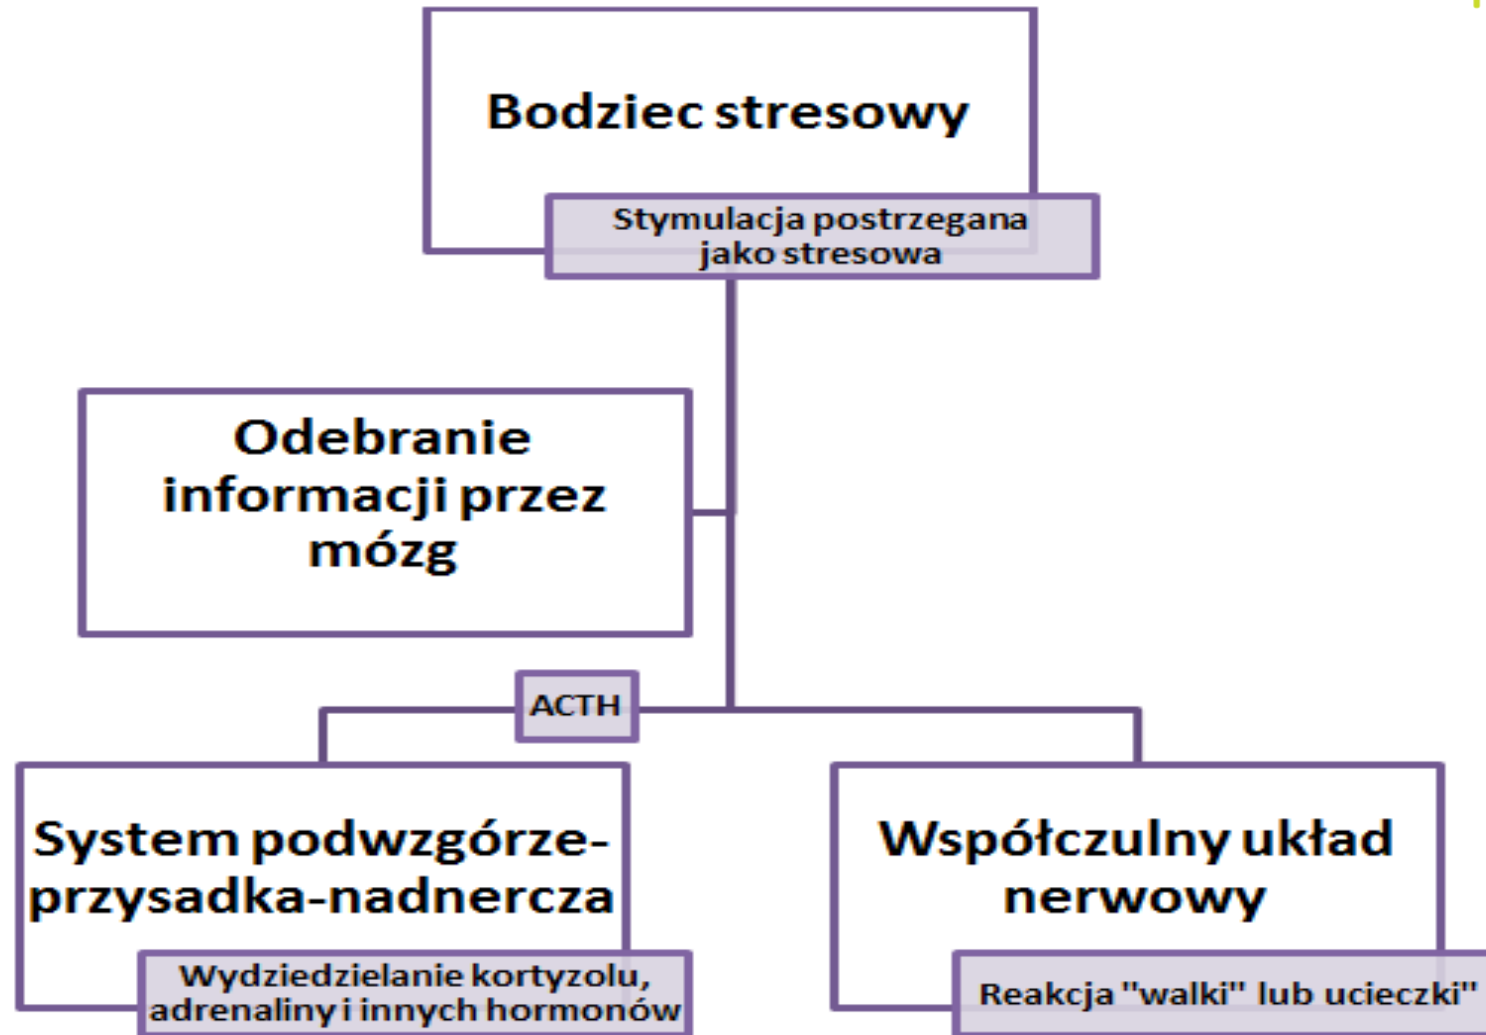 Bodziec stresowy
Stymulacja postrzegana
jako stresowa
Odebranie
informacji przez
mózg
ACTH
System podwzgórze-
przysadka-nadnercza
Wydziedzielanie kortyzolu,
adrenaliny i innych hormonów
Współczulny układ
nerwowy
Reakcja "walki" lub ucieczki"